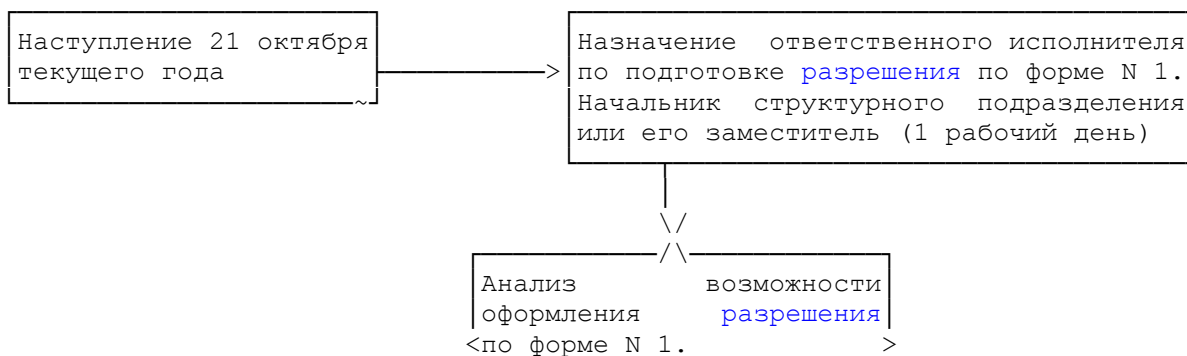 Наступление 21 октября
текущего года
Назначение ответственного исполнителя
по подготовке разрешения по форме N 1.
Начальник структурного подразделения
или его заместитель (1 рабочий день)
Анализ возможности
оформления разрешения
по форме N 1.